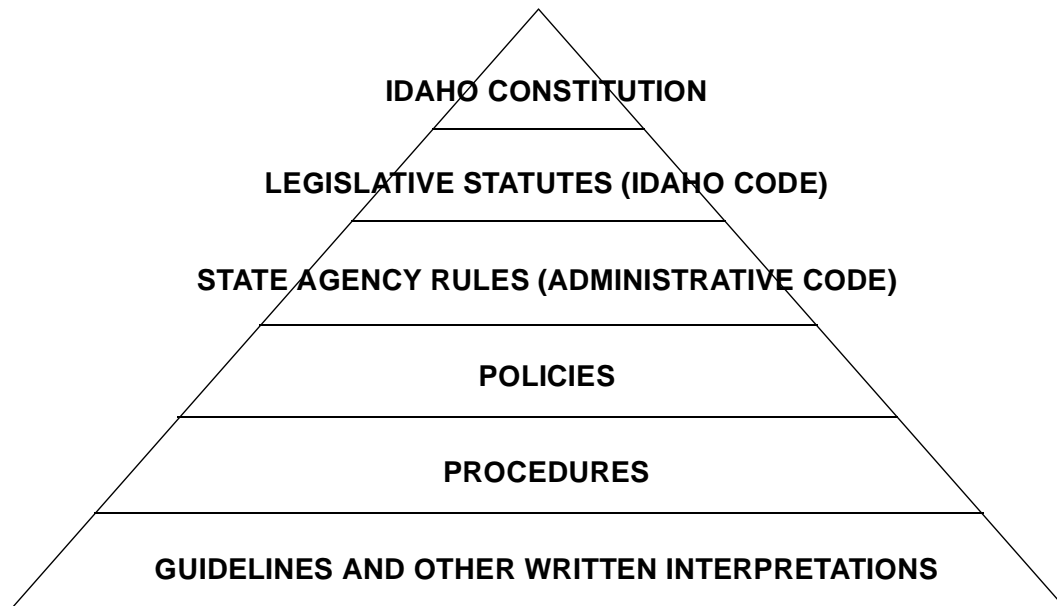 IDAHO CONSTITUTION
LEGISLATIVE STATUTES (IDAHO CODE)
STATE AGENCY RULES (ADMINISTRATIVE CODE)
POLICIES
PROCEDURES
GUIDELINES AND OTHER WRITTEN INTERPRETATIONS